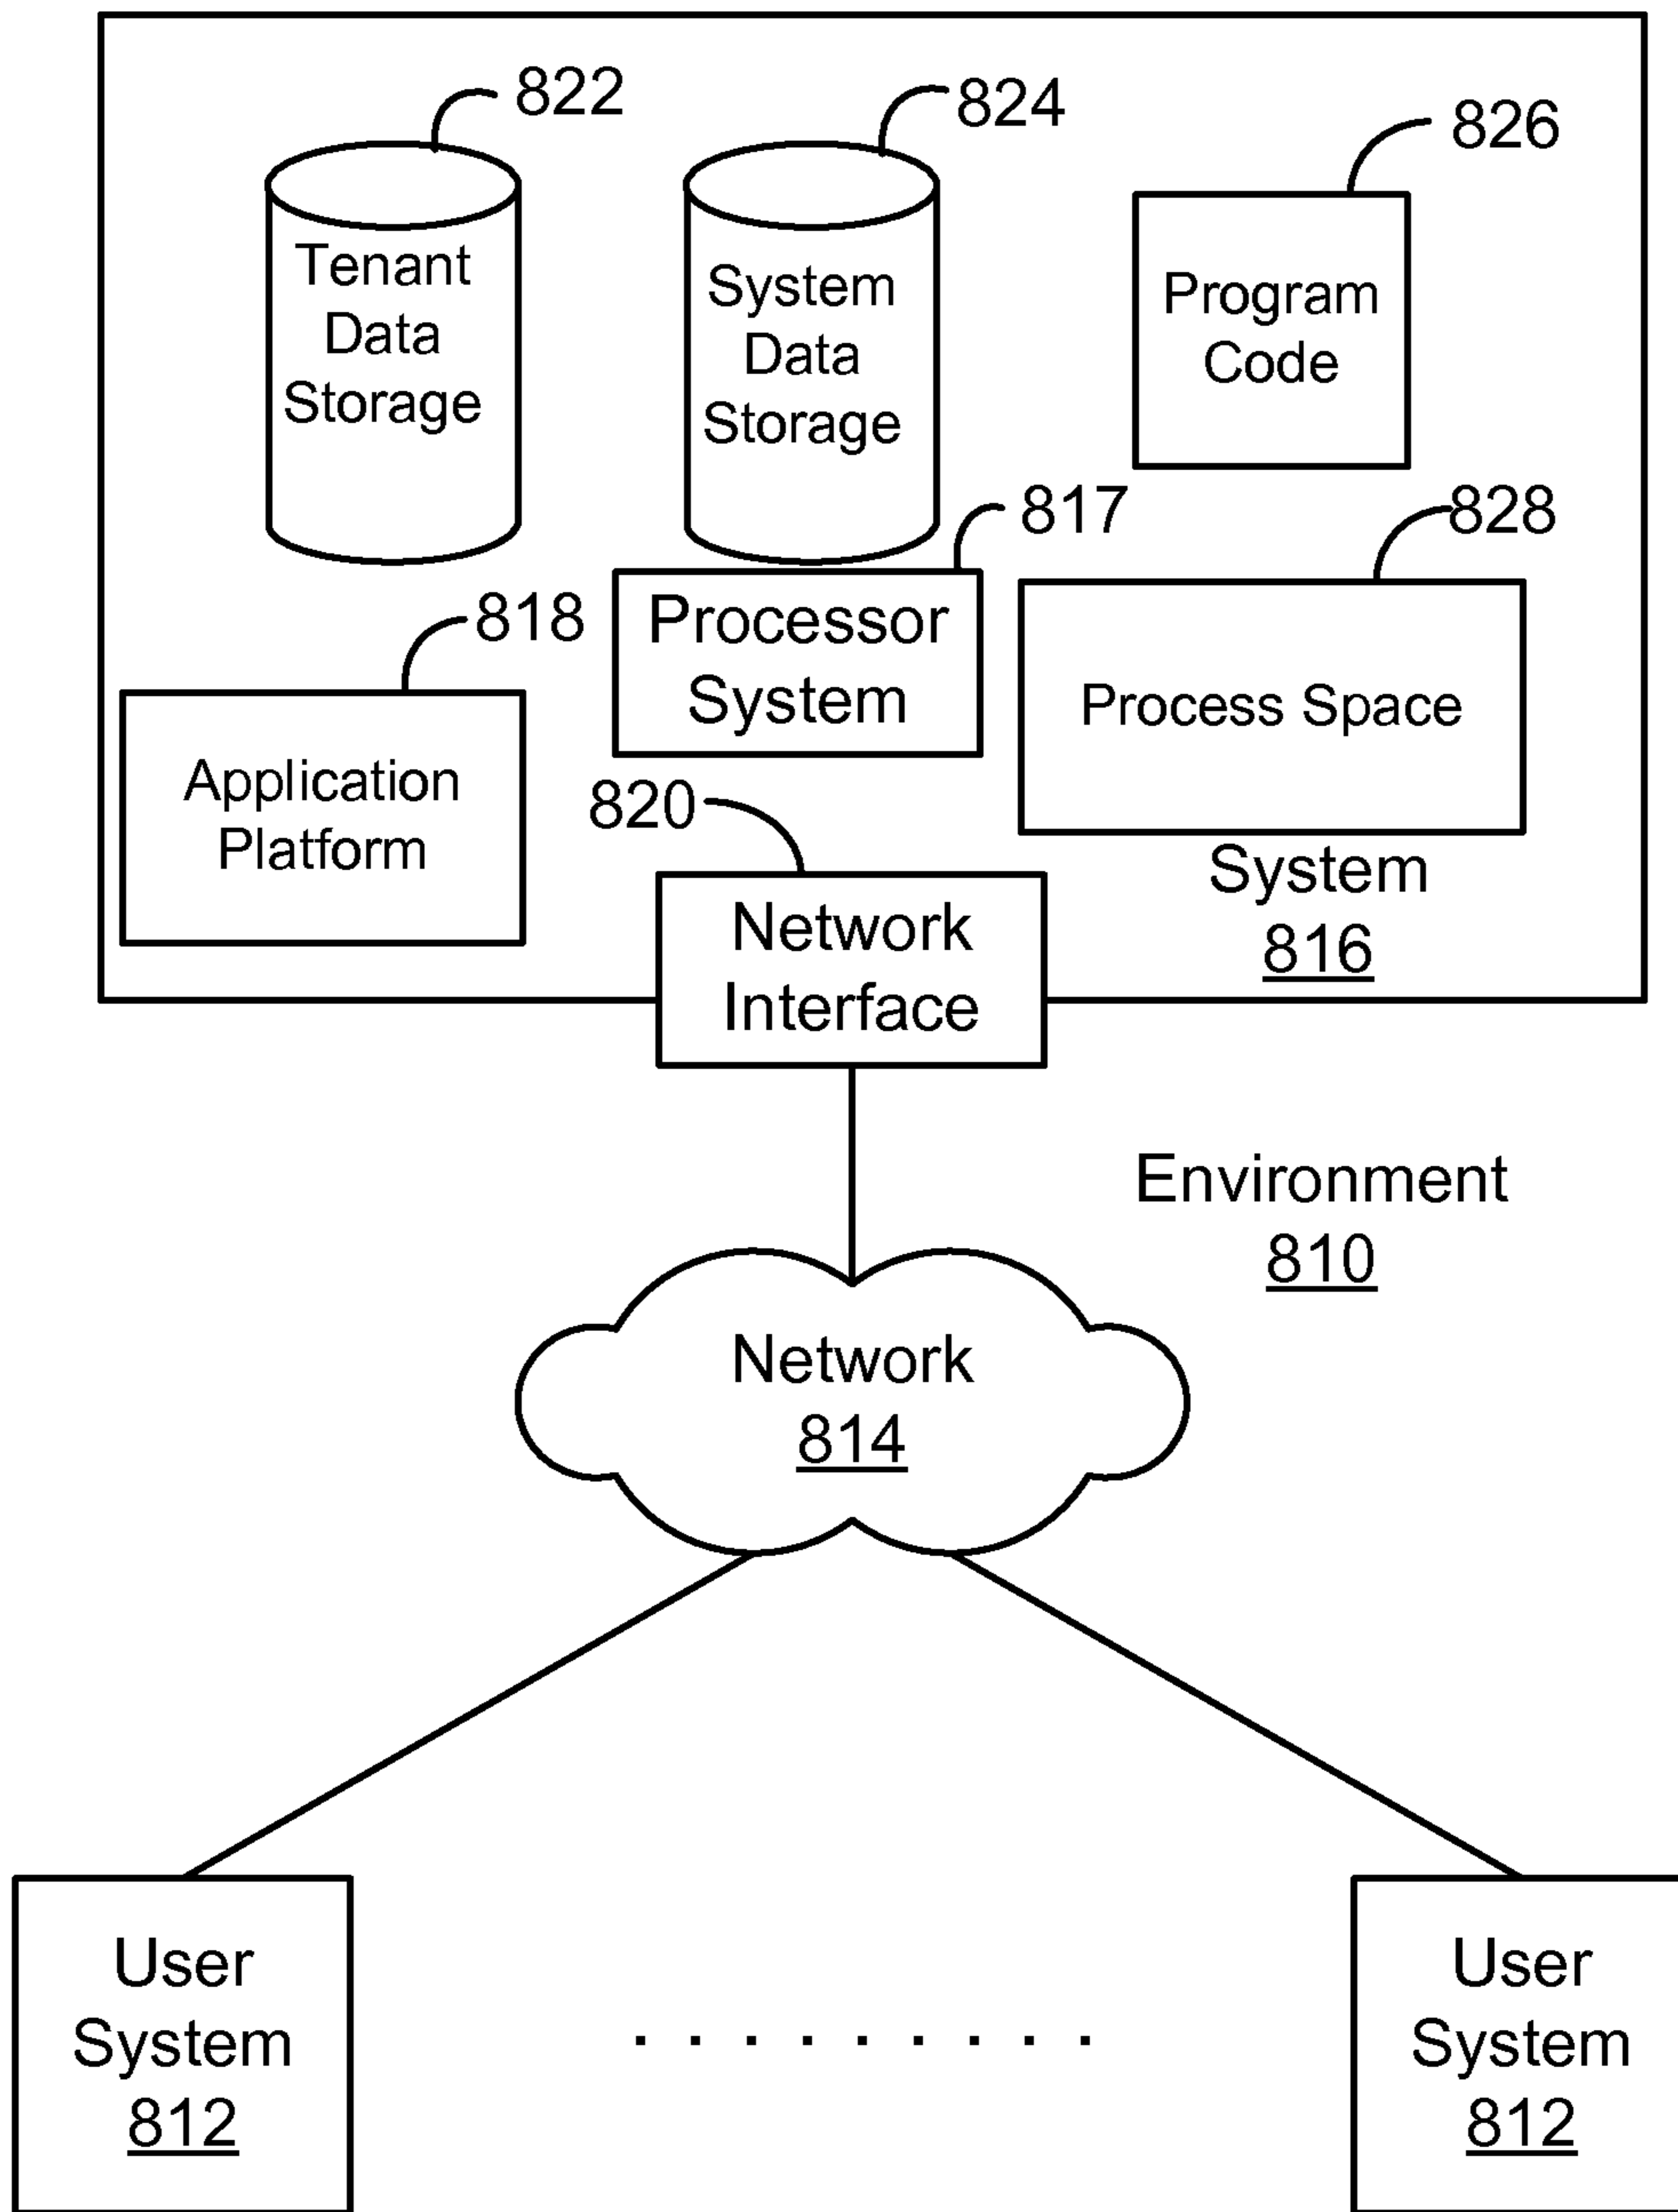 822
824
826
Tenant
Data
Storage
System
Data
Storage
Program
Code
817
828
818
Processor
System
Process Space
Application
Platform
820
System
816
Network
Interface
Environment
810
Network
814
User
System
812
. . . . . . . . .
User
System
812